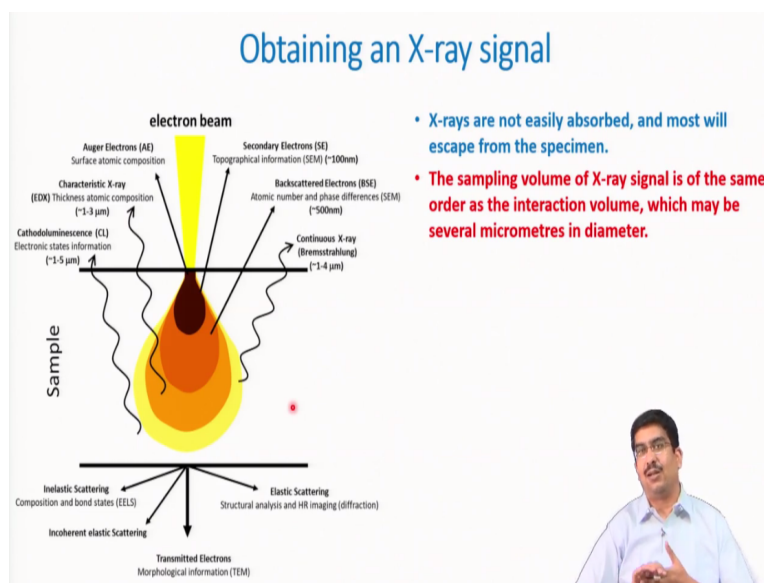 Obtaining an X-ray signal
electron beam
Auger Electrons (AE)
Surface atomic composition
Secondary Electrons (SE)
Topographical information (SEM) (~100nm)
Characteristic X-ray
(EDX) Thickness atomic composition
(~1-3 μm)
Backscattered Electrons (BSE)
Atomic number and phase differences (SEM)
(~500nm)
Cathodoluminescence (CL)
Electronic states information
(~1-5 μm)
Continuous X-ray
(Bremsstrahlung)
(~1-4 μm)
Sample
Inelastic Scattering
Composition and bond states (EELS)
Elastic Scattering
Structural analysis and HR imaging (diffraction)
Incoherent elastic Scattering
Transmitted Electrons
Morphological information (TEM)
• X-rays are not easily absorbed, and most will
escape from the specimen.
• The sampling volume of X-ray signal is of the same
order as the interaction volume, which may be
several micrometres in diameter.